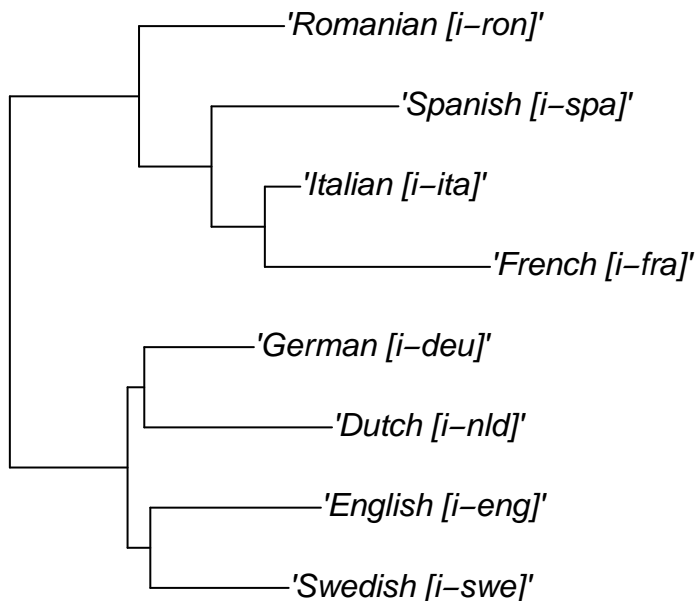 'Romanian [i−ron]'
'Spanish [i−spa]'
'Italian [i−ita]'
'French [i−fra]'
'German [i−deu]'
'Dutch [i−nld]'
'English [i−eng]'
'Swedish [i−swe]'